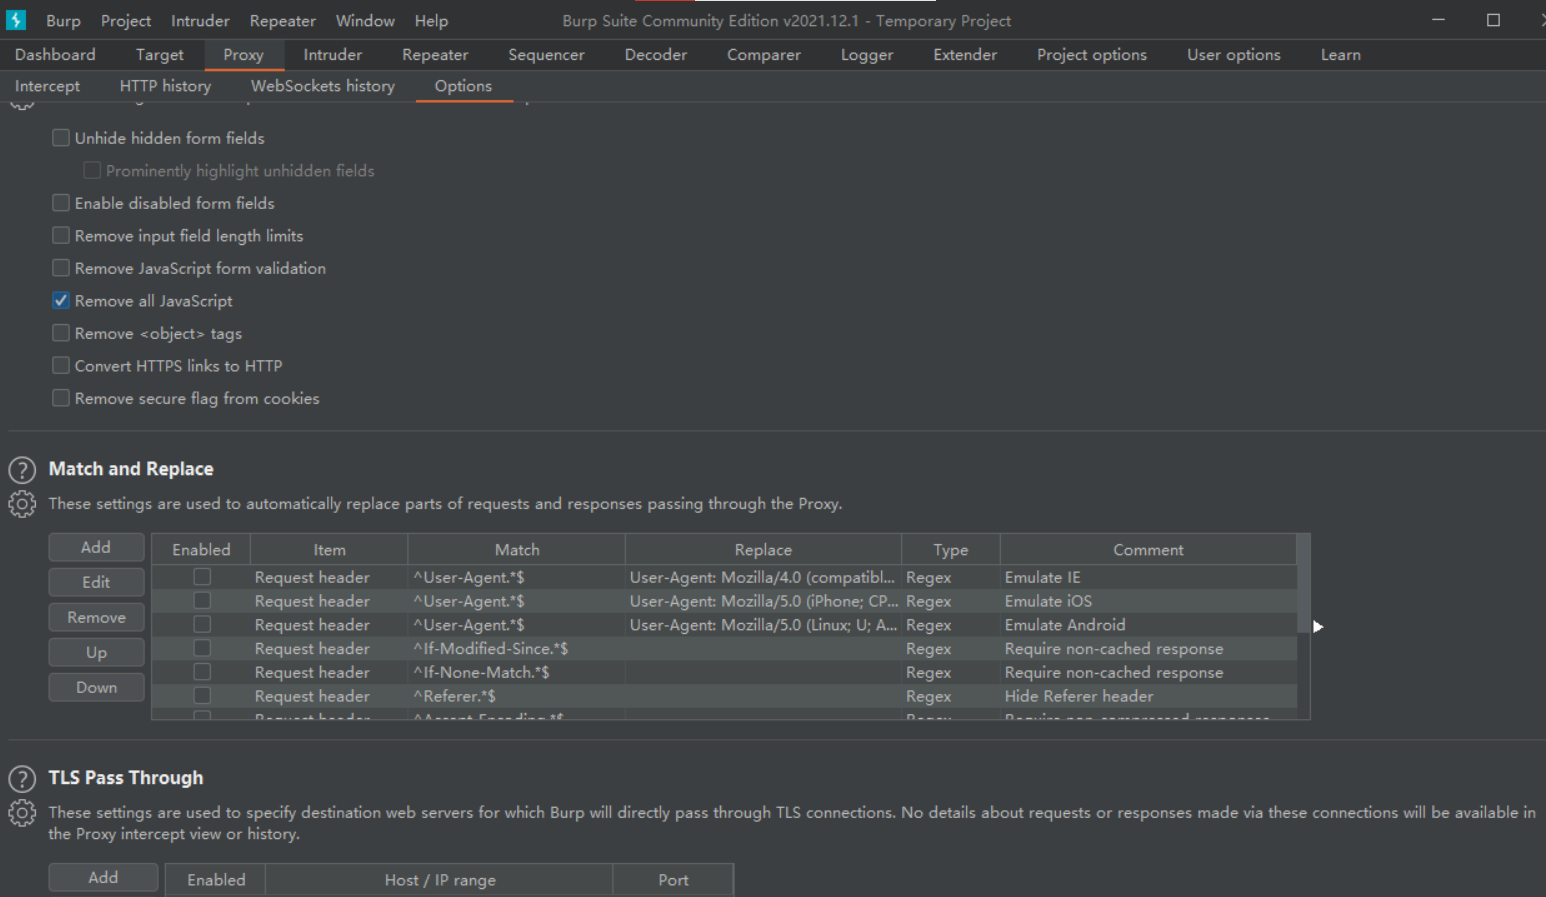 Burp Project Intruder Repeater Window Help Burp Suite Community Edition v2021.12.1 - Temporary Project
Dashboard Target Proxy Intruder Repeater Sequencer Decoder Comparer Logger Extender Project options User options Learn
Intercept HTTP history WebSockets history Options
Unhide hidden form fields
Prominently highlight unhidden fields
Enable disabled form fields
Remove input field length limits
Remove JavaScript form validation
Remove all JavaScript
Remove <object> tags
Convert HTTPS links to HTTP
Remove secure flag from cookies
Match and Replace
These settings are used to automatically replace parts of requests and responses passing through the Proxy.
Add Enabled Item Match Replace Type Comment
Request header ^User-Agent.*$ User-Agent: Mozilla/4.0 (compatibl... Regex Emulate IE
Edit
Request header ^User-Agent.*$ User-Agent: Mozilla/5.0 (iPhone; CP... Regex Emulate iOS
Remove
Request header ^User-Agent.*$ User-Agent: Mozilla/5.0 (Linux; U; A... Regex Emulate Android
Up
Request header ^If-Modified-Since.*$ Regex Require non-cached response
Request header ^If-None-Match.*$ Regex Require non-cached response
Down
Request header ^Referer.*$ Regex Hide Referer header
Request header ^Accept-Encoding.*$ Regex Require non-compressed responses
TLS Pass Through
These settings are used to specify destination web servers for which Burp will directly pass through TLS connections. No details about requests or responses made via these connections will be available in
the Proxy intercept view or history.
Add Enabled Host / IP range Port